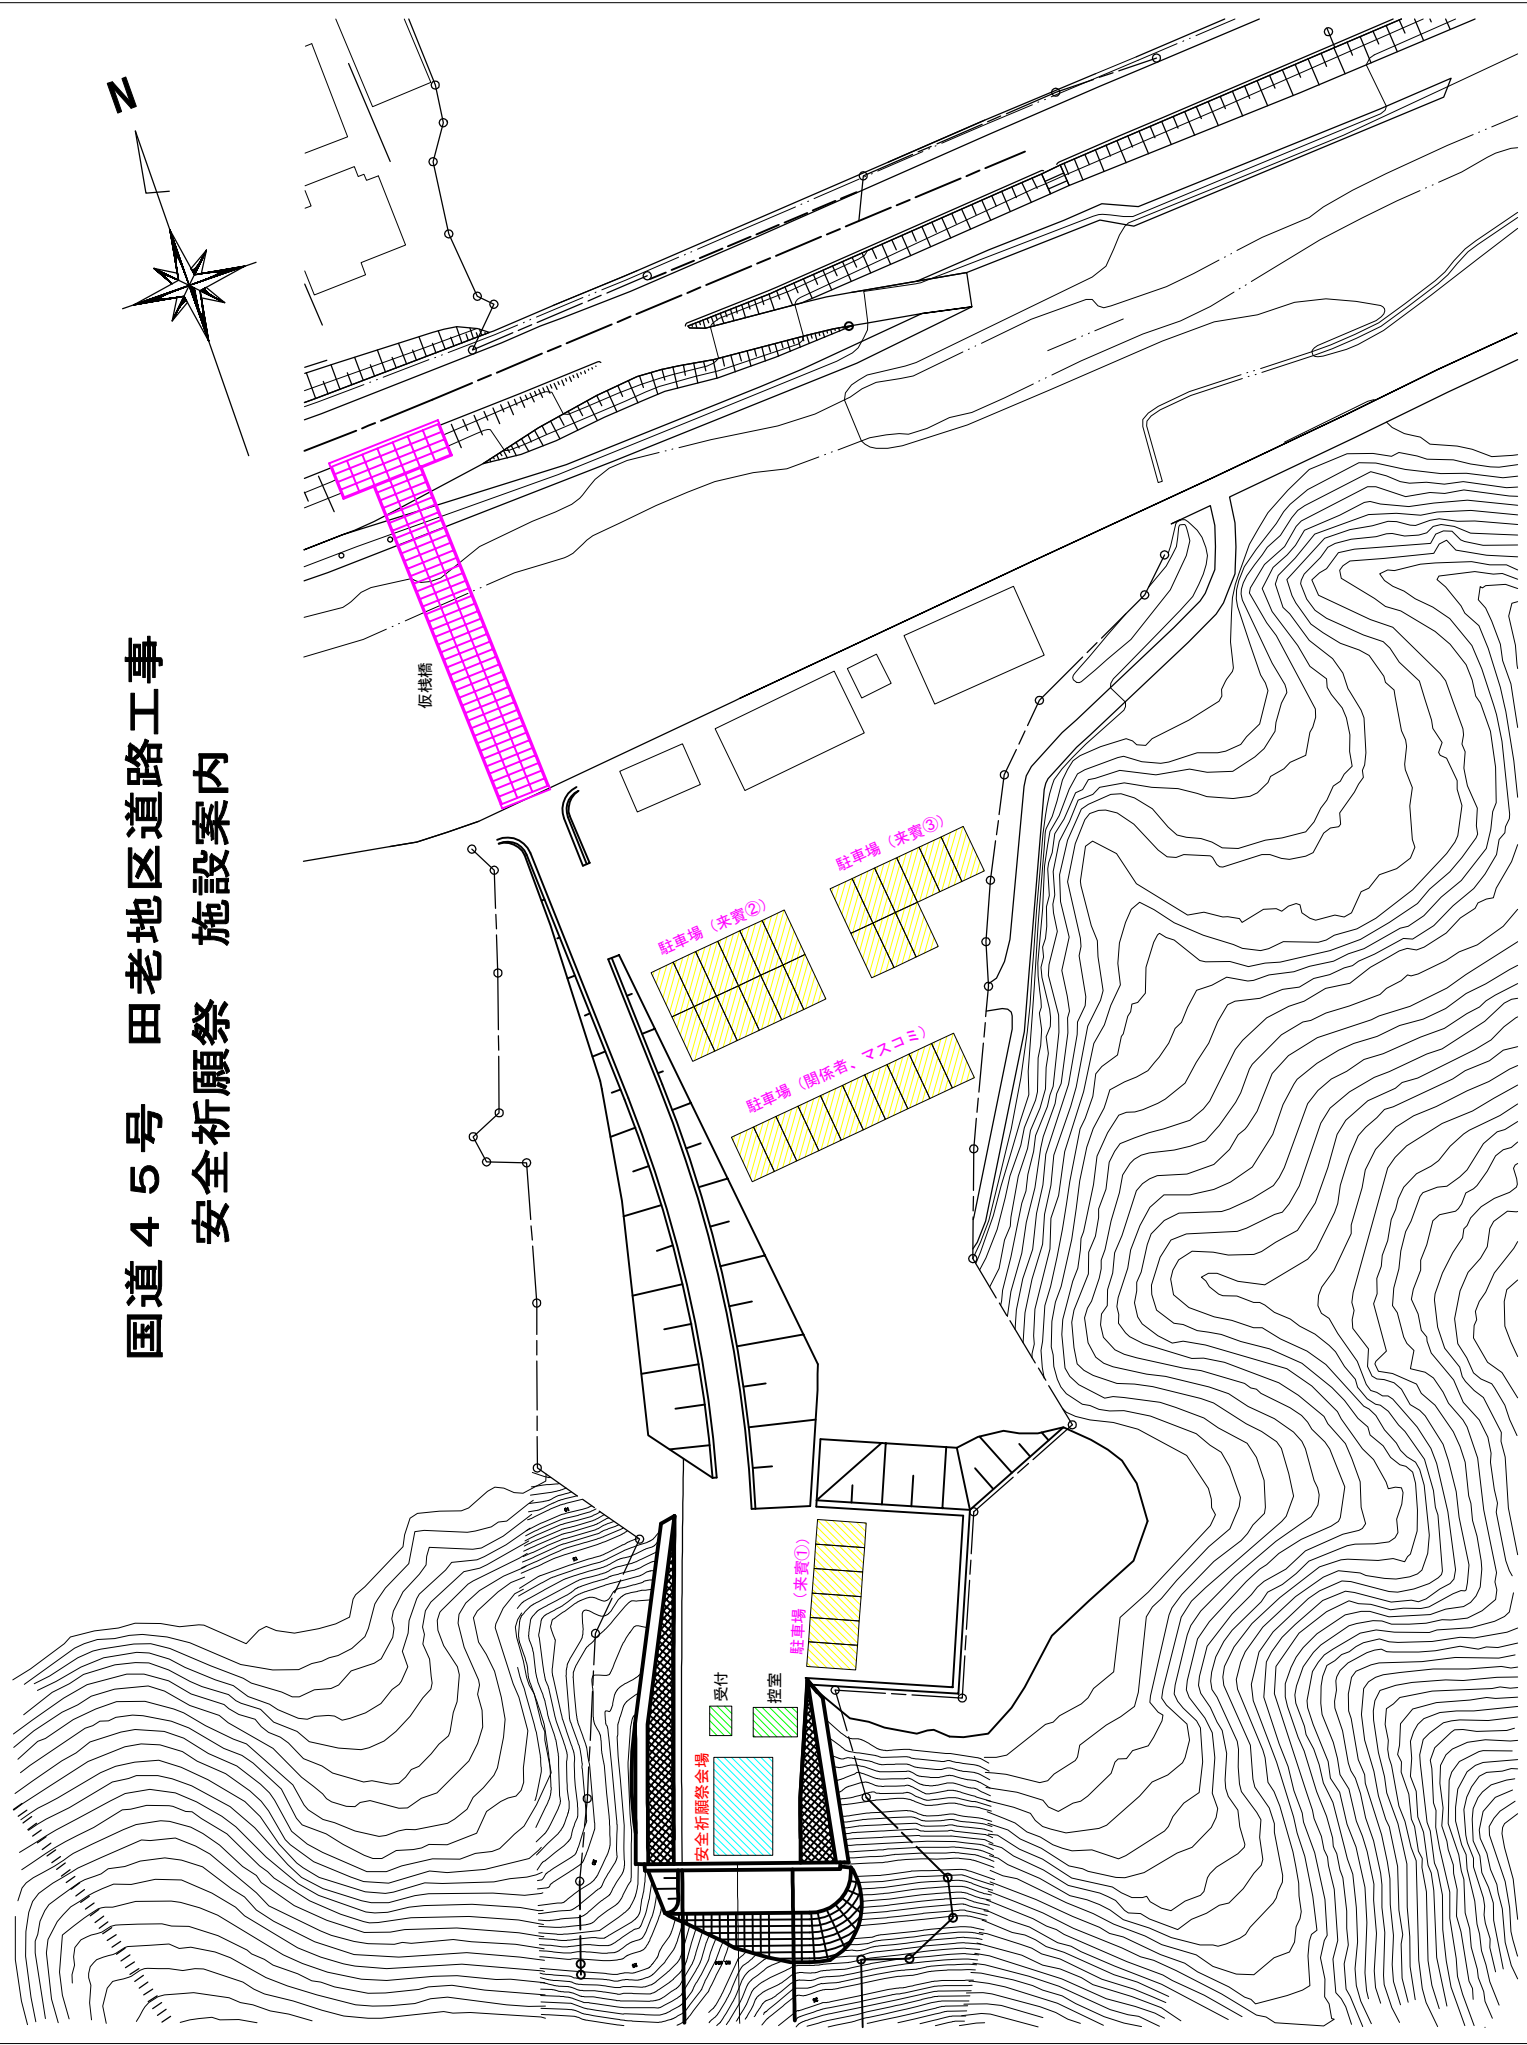 国道４５号　田老地区道路工事
安全祈願祭　施設案内
N
仮桟橋
駐車場（来賓③）
駐車場（来賓②）
駐車場（関係者、マスコミ）
駐車場（来賓①）
受付
控室
安全祈願祭会場